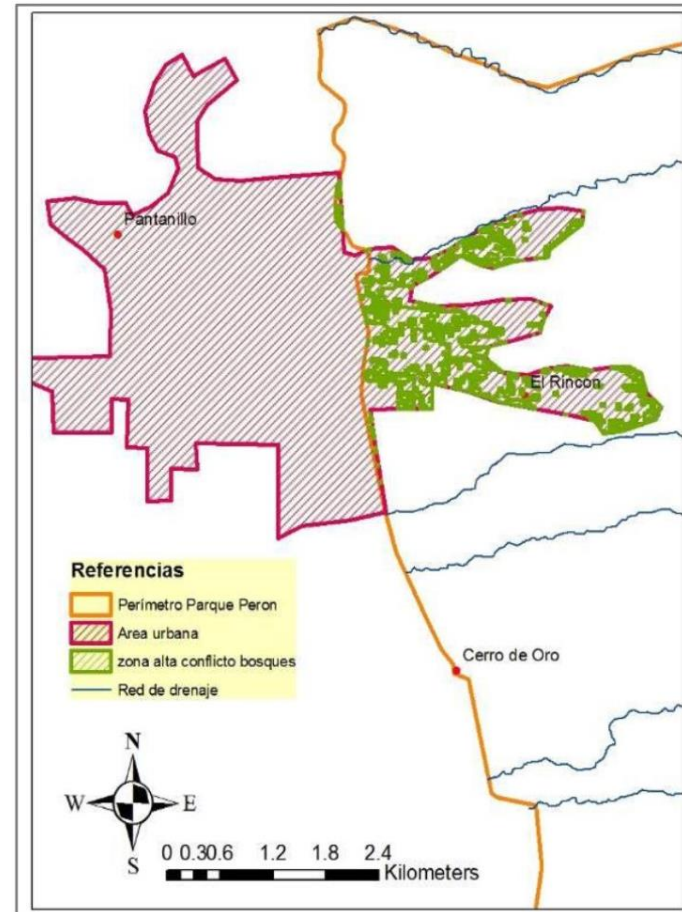 Pantanillo
El Rincon
Referencias
Perímetro Parque Peron
Area urbana
zona alta conflicto bosques
Red de drenaje
Cerro de Oro
N
W
E
S
0 0.30.6 1.2 1.8 2.4
Kilometers